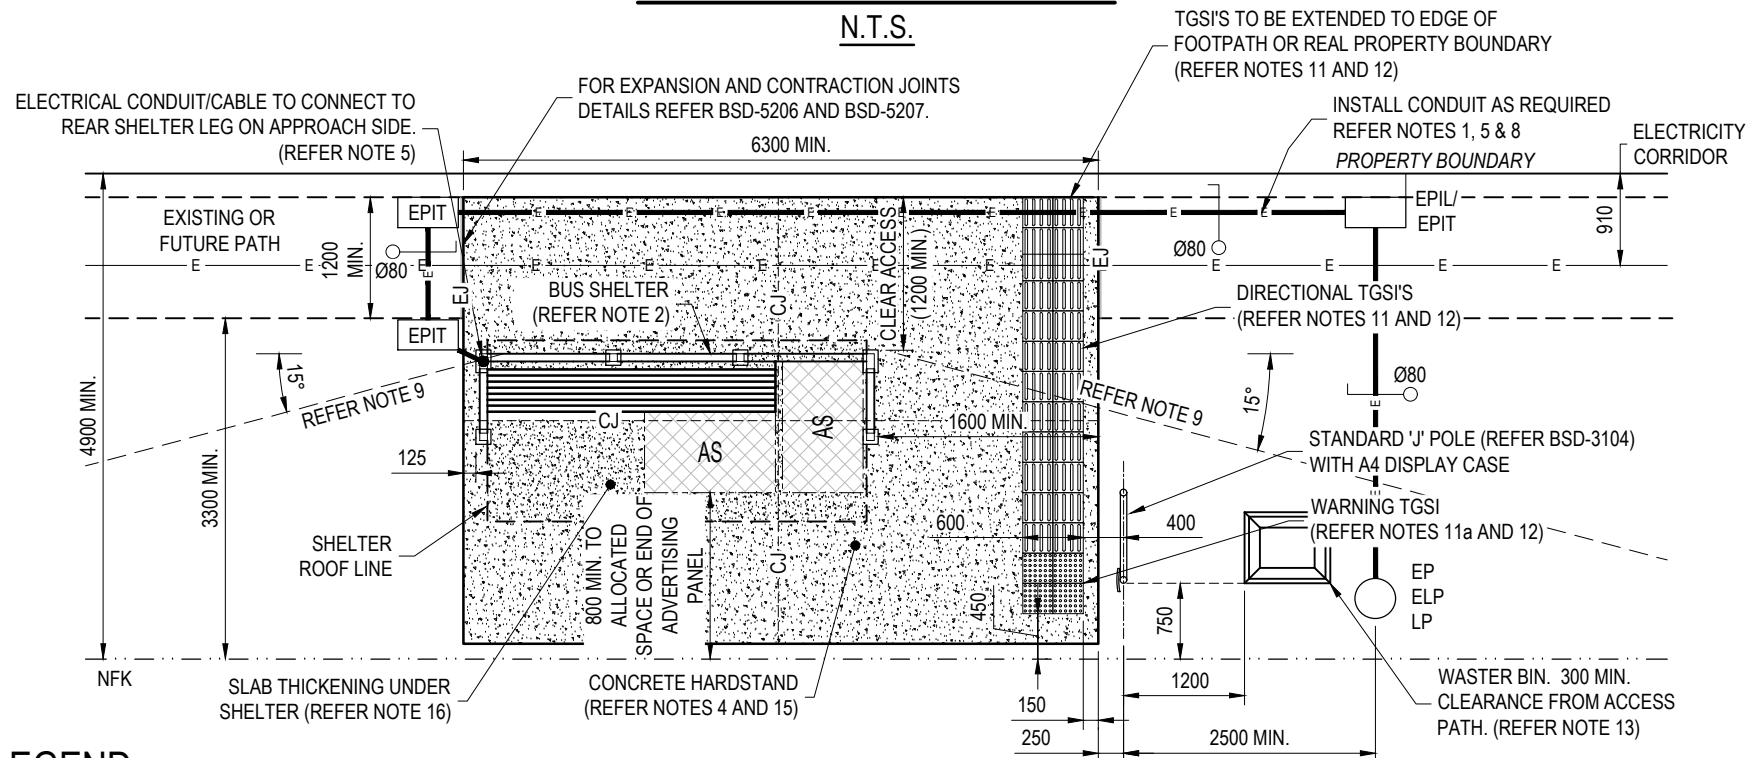 N.T.S.
TGSI'S TO BE EXTENDED TO EDGE OF
FOOTPATH OR REAL PROPERTY BOUNDARY
(REFER NOTES 11 AND 12)
FOR EXPANSION AND CONTRACTION JOINTS
DETAILS REFER BSD-5206 AND BSD-5207.
ELECTRICAL CONDUIT/CABLE TO CONNECT TO
REAR SHELTER LEG ON APPROACH SIDE.
(REFER NOTE 5)
INSTALL CONDUIT AS REQUIRED
REFER NOTES 1, 5 & 8
PROPERTY BOUNDARY
ELECTRICITY
CORRIDOR
6300 MIN.
EXISTING OR
FUTURE PATH
1200
MIN.
EPIT
Ø80
E E E E E E E E
EPIL/
EPIT
910
Ø80
E E E E E E E E E E E E
EJ
EJ
CJ
CLEAR ACCESS
(1200 MIN.)
BUS SHELTER
(REFER NOTE 2)
DIRECTIONAL TGSI'S
(REFER NOTES 11 AND 12)
EPIT
4900 MIN.
3300 MIN.
15°
REFER NOTE 9
REFER NOTE 9
15°
Ø80
E
CJ
AS
AS
1600 MIN.
STANDARD 'J' POLE (REFER BSD-3104)
WITH A4 DISPLAY CASE
125
600
400
WARNING TGSI
(REFER NOTES 11a AND 12)
SHELTER
ROOF LINE
800 MIN. TO
ALLOCATED
SPACE OR END OF
ADVERTISING
PANEL
CJ
450
750
EP
ELP
LP
NFK
SLAB THICKENING UNDER
SHELTER (REFER NOTE 16)
CONCRETE HARDSTAND
(REFER NOTES 4 AND 15)
1200
WASTER BIN. 300 MIN.
CLEARANCE FROM ACCESS
PATH. (REFER NOTE 13)
150
250
2500 MIN.